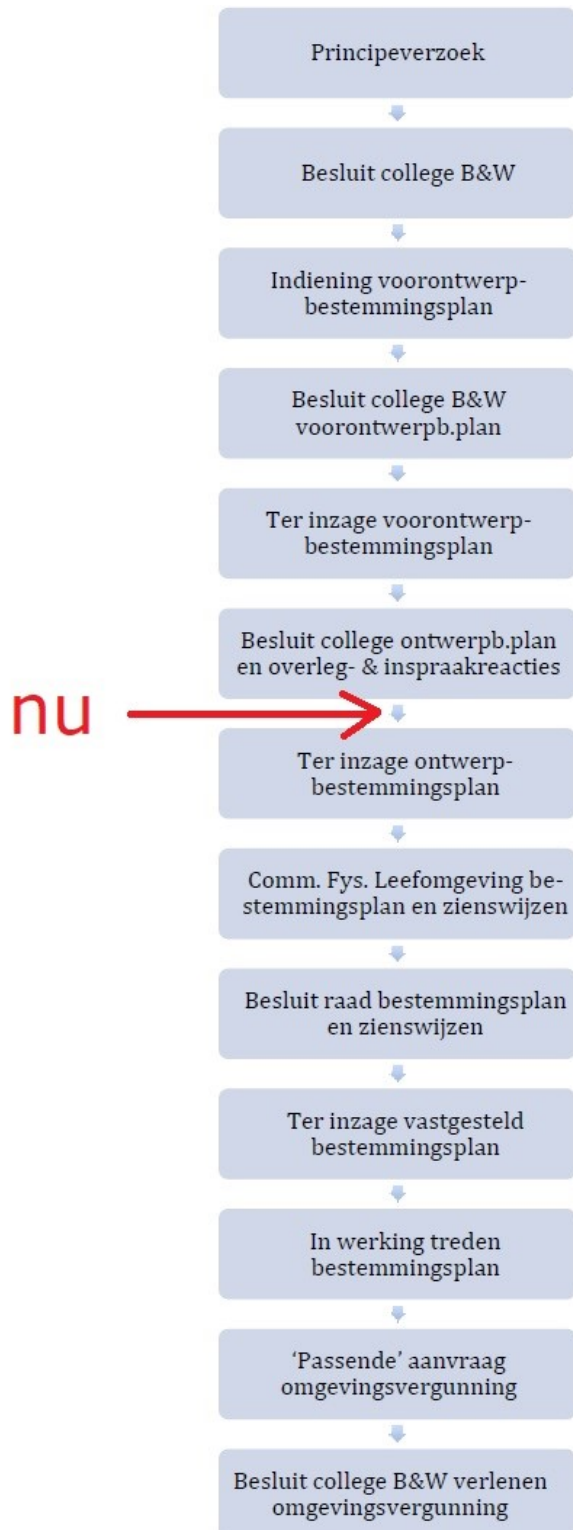 Principeverzoek
Besluit college B&W
Indiening voorontwerp-
bestemmingsplan
Besluit college B&W
voorontwerpb.plan
Ter inzage voorontwerp-
bestemmingsplan
Besluit college ontwerpb.plan
en overleg- & inspraakreacties
nu
Ter inzage ontwerp-
bestemmingsplan
Comm. Fys. Leefomgeving be-
stemmingsplan en zienswijzen
Besluit raad bestemmingsplan
en zienswijzen
Ter inzage vastgesteld
bestemmingsplan
In werking treden
bestemmingsplan
‘Passende’ aanvraag
omgevingsvergunning
Besluit college B&W verlenen
omgevingsvergunning